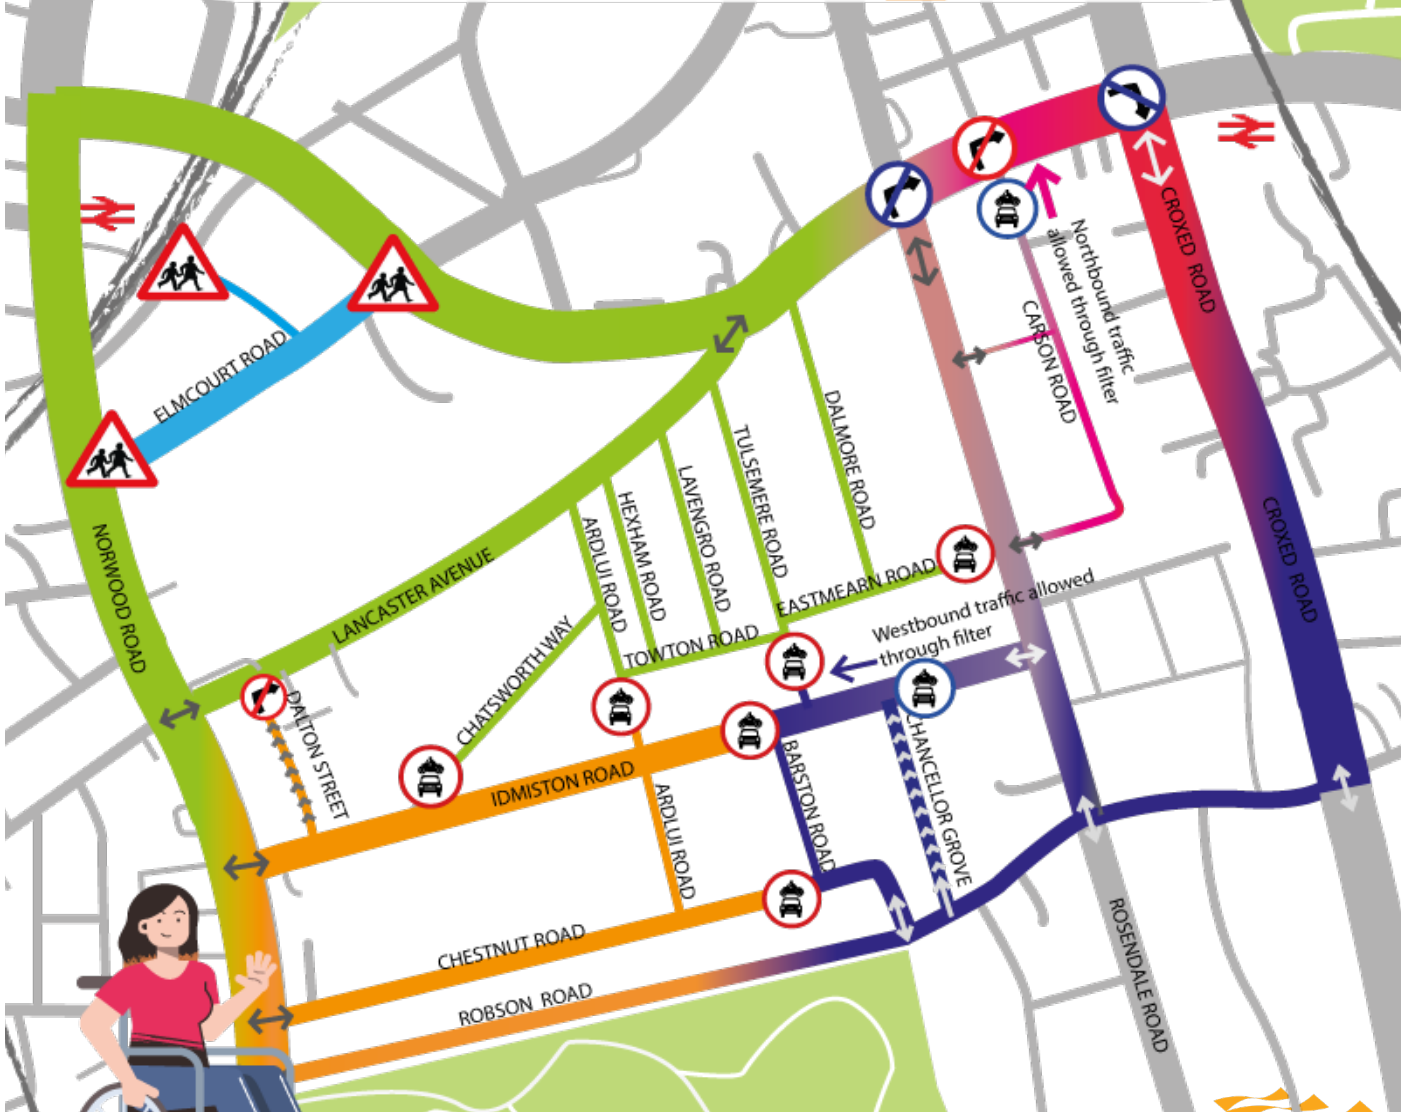 CROXED ROAD
Northbound traffic
allowed through filter
CARSON ROAD
ELMCOURT ROAD
DALMORE ROAD
TULSEMERE ROAD
LAVENGRO ROAD
HEXHAM ROAD
ARDLUI ROAD
CROXED ROAD
NORWOOD ROAD
LANCASTER AVENUE
EASTMEARN ROAD
Westbound traffic allowed
through filter
TOWTON ROAD
CHATSWORTH WAY
DALTON STREET
IDMISTON ROAD
BARSTON ROAD
CHANCELLOR GROVE
ARDLUI ROAD
CHESTNUT ROAD
ROBSON ROAD
ROSENDALE ROAD